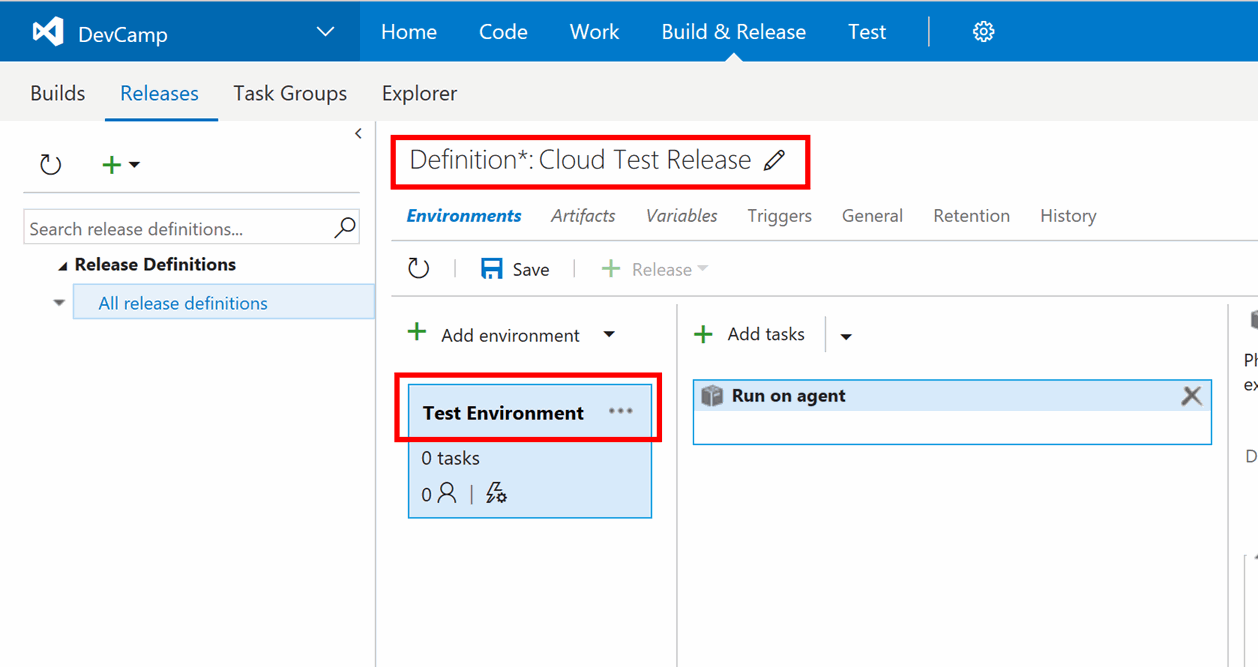 DevCamp
Home Code Work Build & Release Test
Builds Releases Task Groups Explorer
Search release definitions...
Release Definitions
All release definitions
Definition*: Cloud Test Release
Environments Artifacts Variables Triggers General Retention History
Save Release
Add environment
Test Environment
0 tasks
0
Add tasks
Run on agent